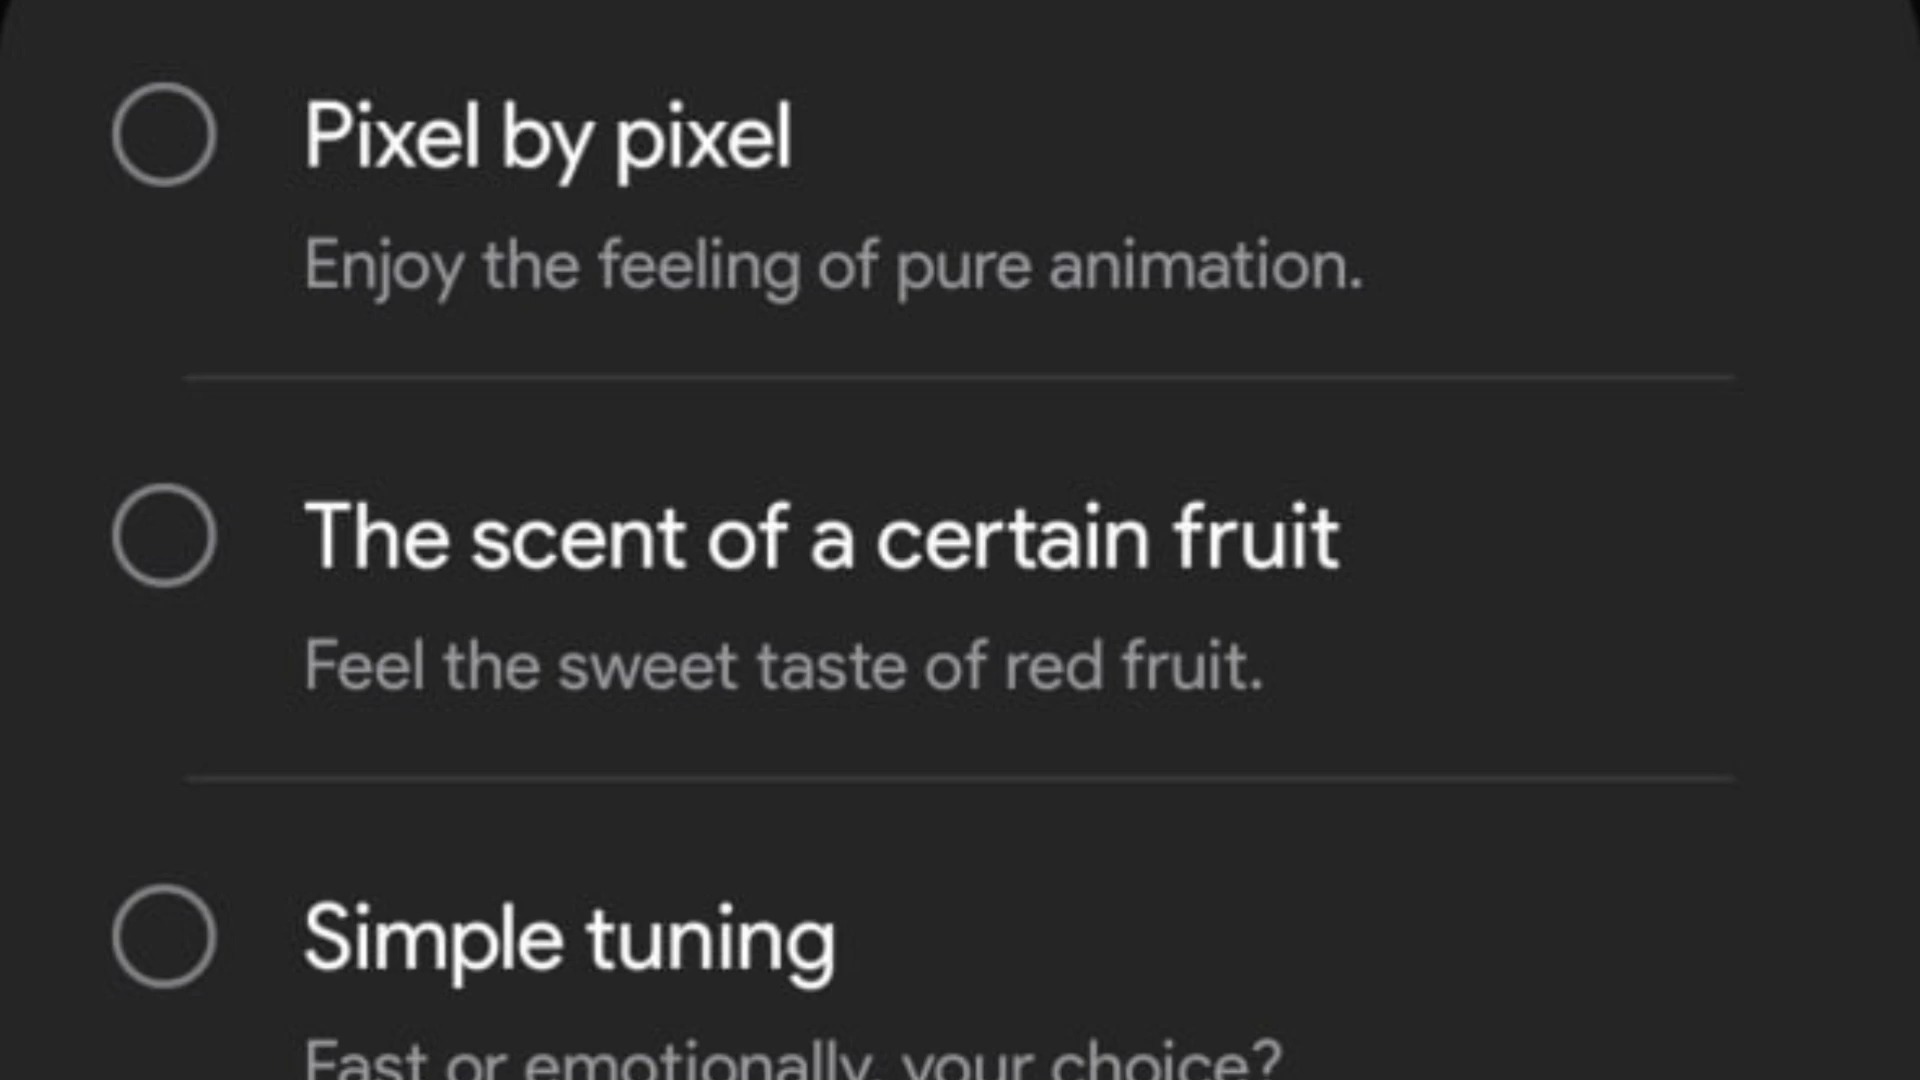 Pixel by pixel
Enjoy the feeling of pure animation.
The scent of a certain fruit
Feel the sweet taste of red fruit.
Simple tuning
Fast or emotionally, your choice?